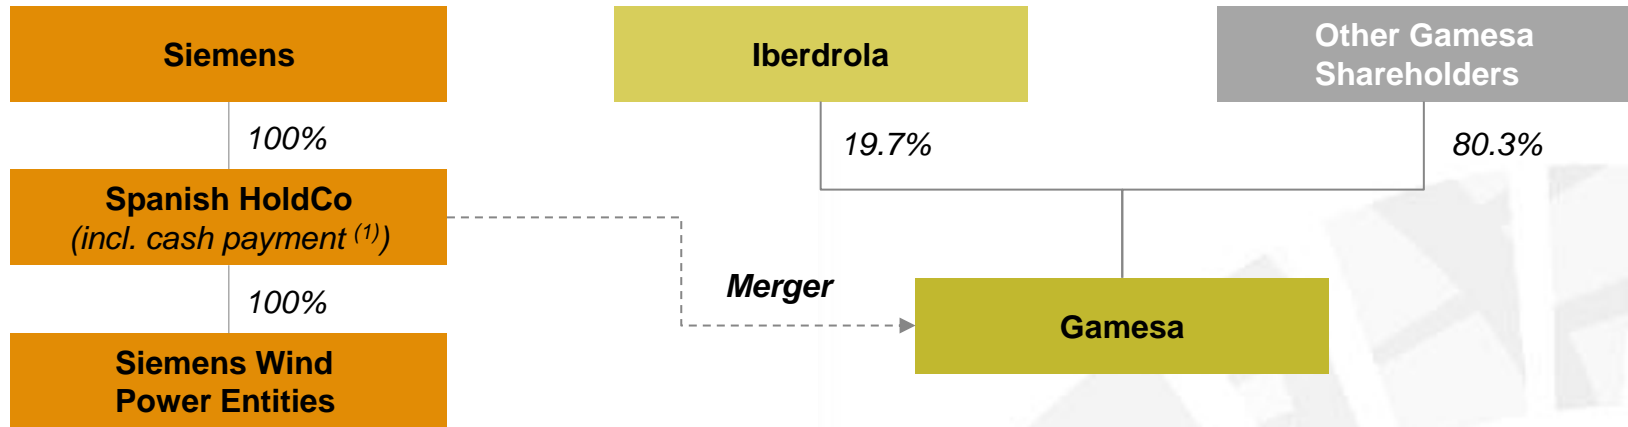 Siemens
Iberdrola
Other Gamesa
Shareholders
100%
19.7%
80.3%
Spanish HoldCo
(incl. cash payment (1))
Merger
100%
Gamesa
Siemens Wind
Power Entities